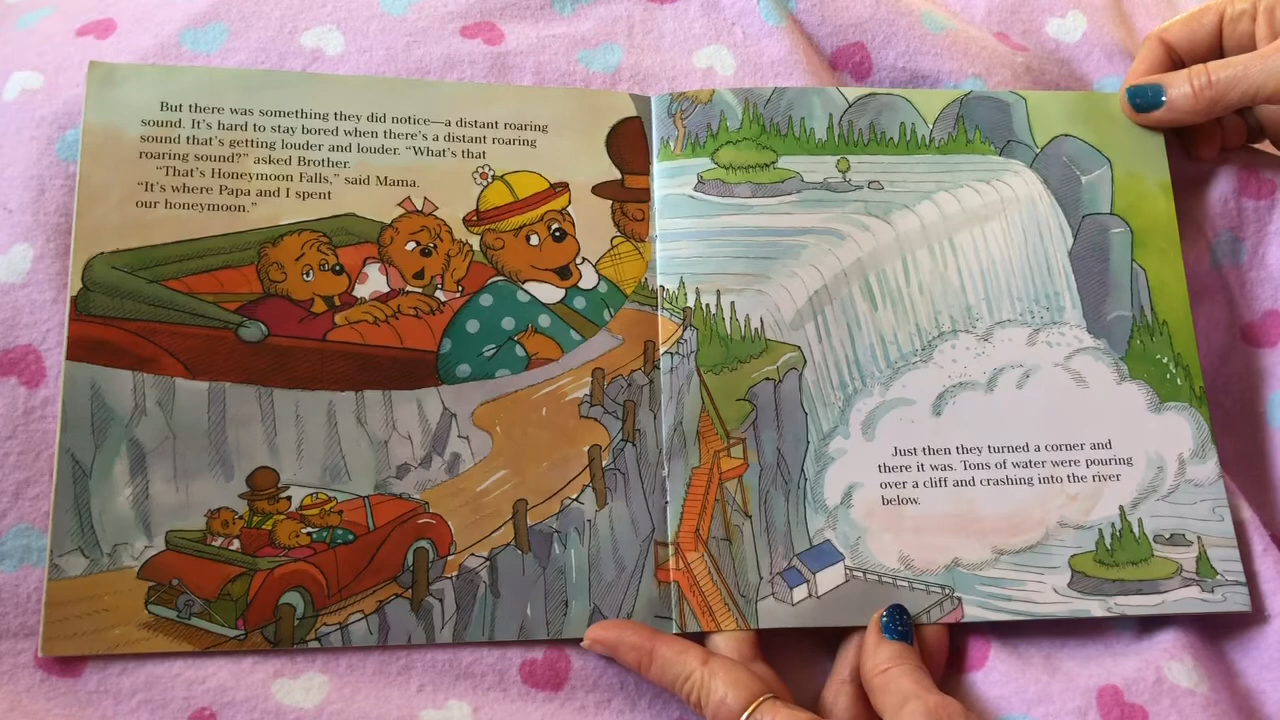 But there was something they did notice—a distant roaring
sound. It's hard to stay bored when there's a distant roaring
sound that's getting louder and louder. “What's that
roaring sound?” asked Brother.
“That's Honeymoon Falls,” said Mama.
“It's where Papa and I spent
our honeymoon.”
Just then they turned a corner and
there it was. Tons of water were pouring
over a cliff and crashing into the river
below.